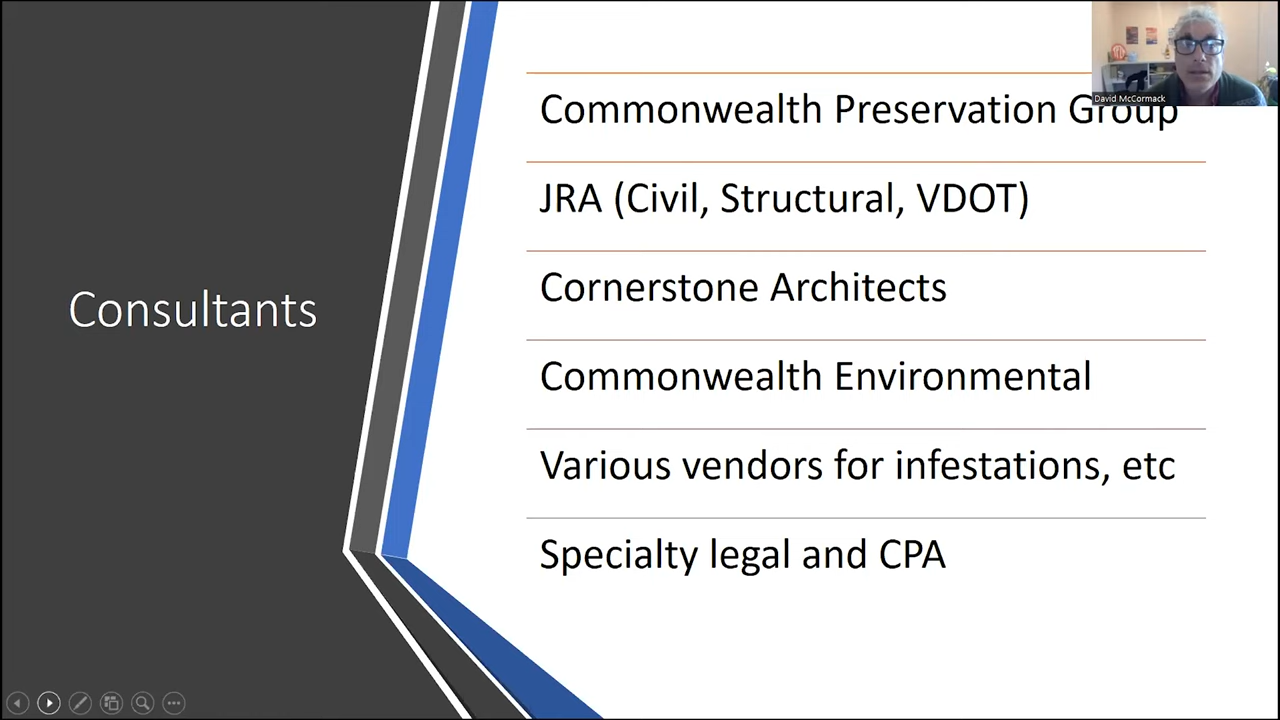 David McCormack
Commonwealth Preservation Group
JRA (Civil, Structural, VDOT)
Cornerstone Architects
Consultants
Commonwealth Environmental
Various vendors for infestations, etc
Specialty legal and CPA